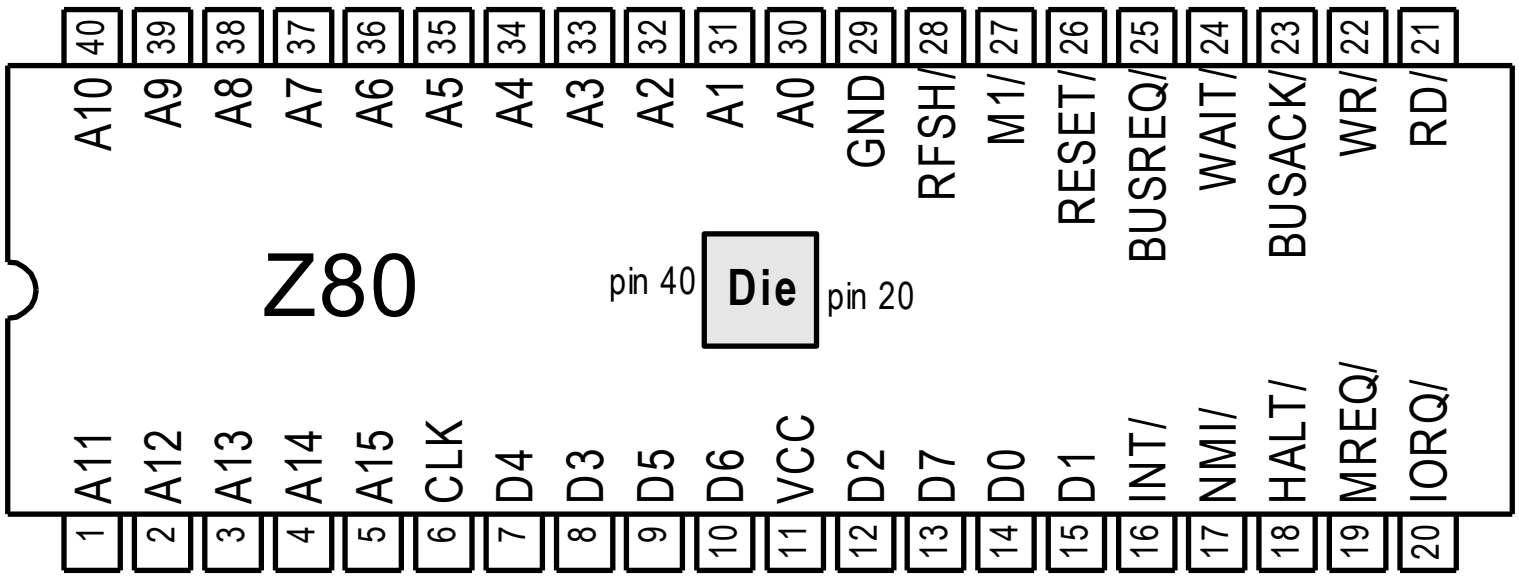 40 39 38 37 36 35 34 33 32 31 30 29 28 27 26 25 24 23 22 21
A10 A9 A8 A7 A6 A5 A4 A3 A2 A1 A0 GND RFSH/ M1/ RESET/ BUSREQ/ WAIT/ BUSACK/ WR/ RD/
Z80 pin 40 Die pin 20
A11 A12 A13 A14 A15 CLK D4 D3 D5 D6 VCC D2 D7 D0 D1 INT/ NMI/ HALT/ MREQ/ IORQ/
1 2 3 4 5 6 7 8 9 10 11 12 13 14 15 16 17 18 19 20